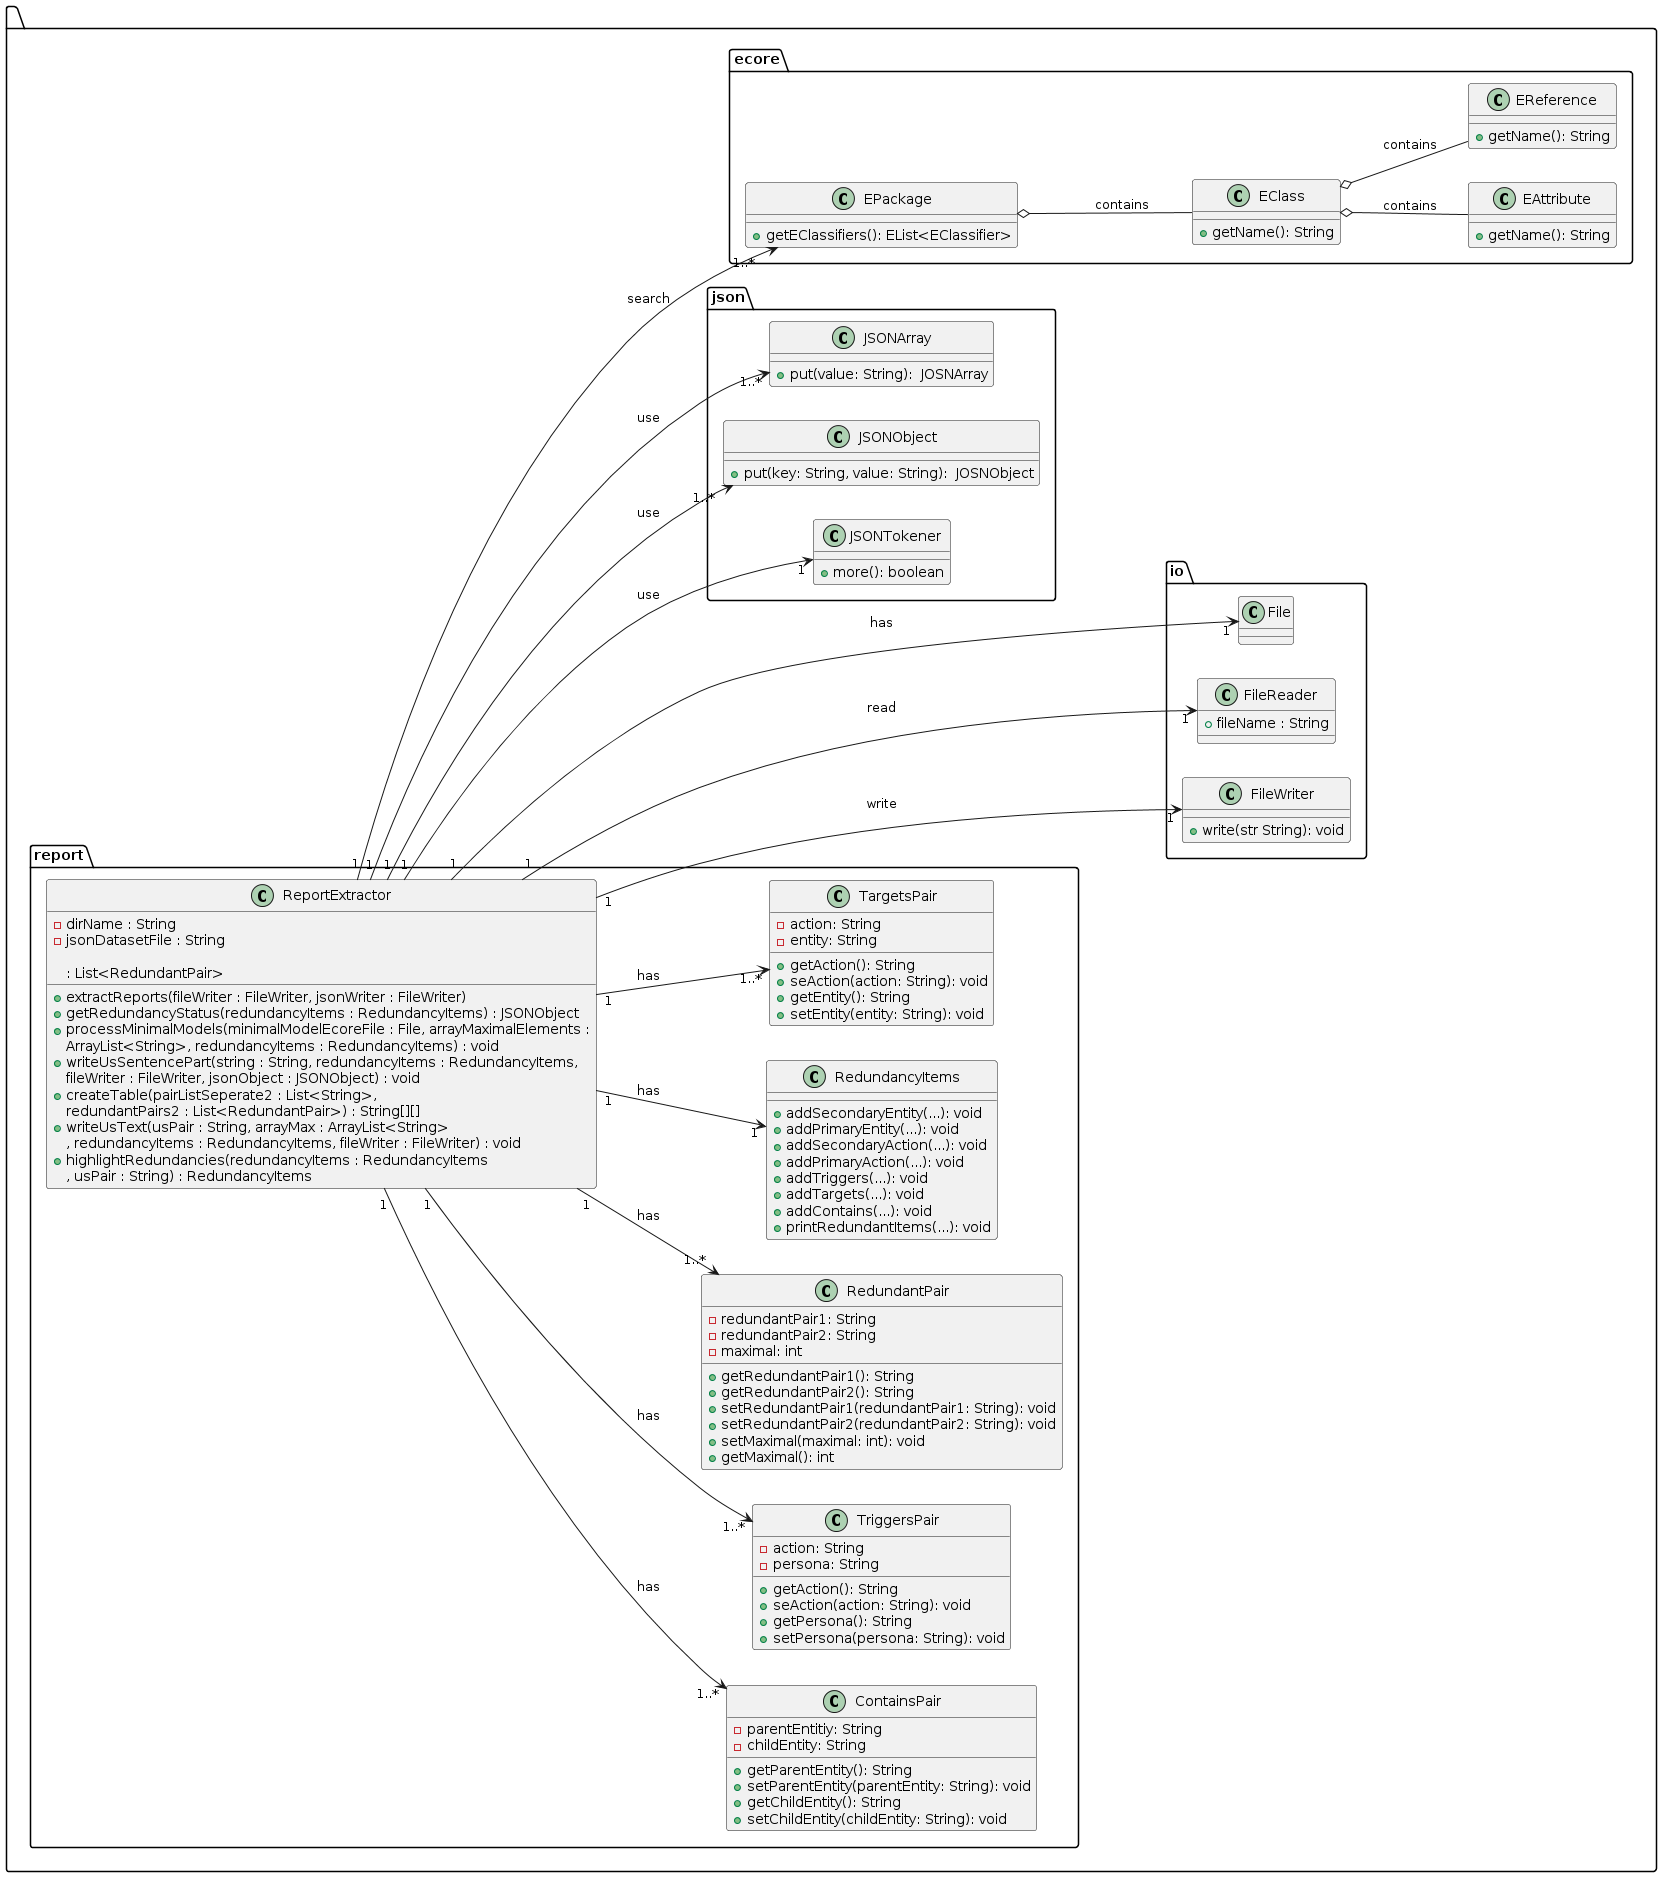 ecore
EReference
getName(): String
contains
EPackage
getEClassifiers(): EList<EClassifier>
contains
EClass
getName(): String
contains
EAttribute
getName(): String
1..*
search
json
JSONArray
put(value: String):  JOSNArray
1..*
use
JSONObject
put(key: String, value: String):  JOSNObject
1..*
use
JSONTokener
more(): boolean
1
use
io
File
has
1
FileReader
fileName : String
read
1
FileWriter
write(str String): void
write
1
report
1
1
1
1
1
1
1
ReportExtractor
dirName : String
jsonDatasetFile : String
: List<RedundantPair>
extractReports(fileWriter : FileWriter, jsonWriter : FileWriter)
getRedundancyStatus(redundancyItems : RedundancyItems) : JSONObject
processMinimalModels(minimalModelEcoreFile : File, arrayMaximalElements :
ArrayList<String>, redundancyItems : RedundancyItems) : void
writeUsSentencePart(string : String, redundancyItems : RedundancyItems,
fileWriter : FileWriter, jsonObject : JSONObject) : void
createTable(pairListSeperate2 : List<String>,
redundantPairs2 : List<RedundantPair>) : String[][]
writeUsText(usPair : String, arrayMax : ArrayList<String>
, redundancyItems : RedundancyItems, fileWriter : FileWriter) : void
highlightRedundancies(redundancyItems : RedundancyItems
, usPair : String) : RedundancyItems
has
1
1..*
TargetsPair
action: String
entity: String
getAction(): String
seAction(action: String): void
getEntity(): String
setEntity(entity: String): void
has
1
1
RedundancyItems
addSecondaryEntity(...): void
addPrimaryEntity(...): void
addSecondaryAction(...): void
addPrimaryAction(...): void
addTriggers(...): void
addTargets(...): void
addContains(...): void
printRedundantItems(...): void
1
1
1
has
1..*
RedundantPair
redundantPair1: String
redundantPair2: String
maximal: int
getRedundantPair1(): String
getRedundantPair2(): String
setRedundantPair1(redundantPair1: String): void
setRedundantPair2(redundantPair2: String): void
setMaximal(maximal: int): void
getMaximal(): int
has
1..*
TriggersPair
action: String
persona: String
getAction(): String
seAction(action: String): void
getPersona(): String
setPersona(persona: String): void
has
1..*
ContainsPair
parentEntitiy: String
childEntity: String
getParentEntity(): String
setParentEntity(parentEntity: String): void
getChildEntity(): String
setChildEntity(childEntity: String): void